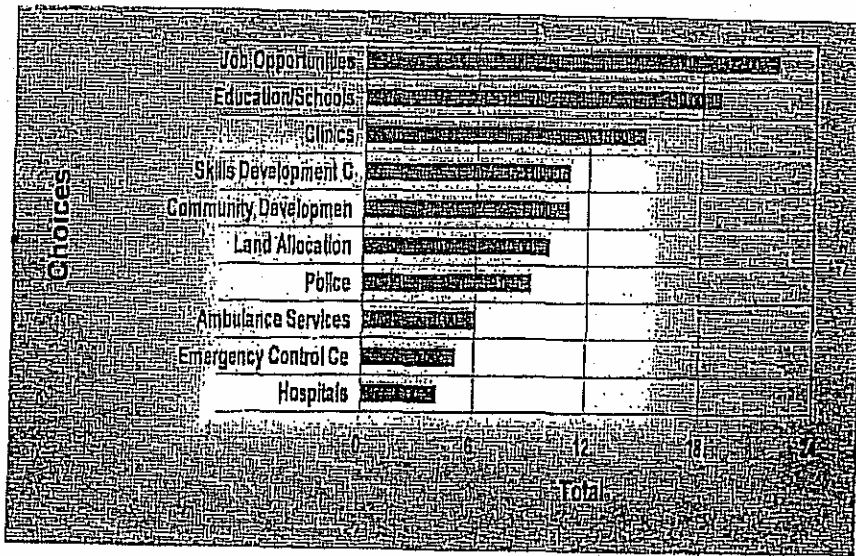 Choices
Job Opportunities
Education/Schools
Clinics
Skills Development C.
Community Developmen
Land Allocation
Police
Ambulance Services
Emergency Control Ce
Hospitals
0 6 12 18 24
Total